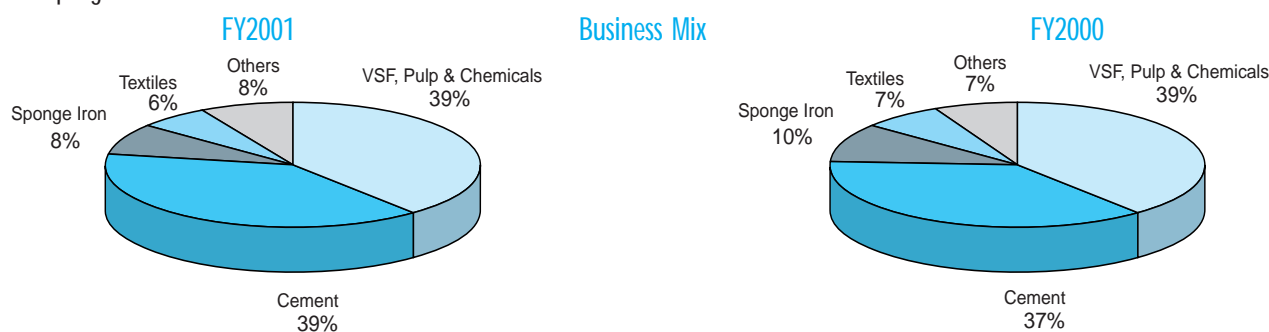 FY2001
Business Mix
FY2000
Others
8%
VSF, Pulp & Chemicals
39%
Textiles
6%
Sponge Iron
8%
Cement
39%
Others
7%
VSF, Pulp & Chemicals
39%
Textiles
7%
Sponge Iron
10%
Cement
37%